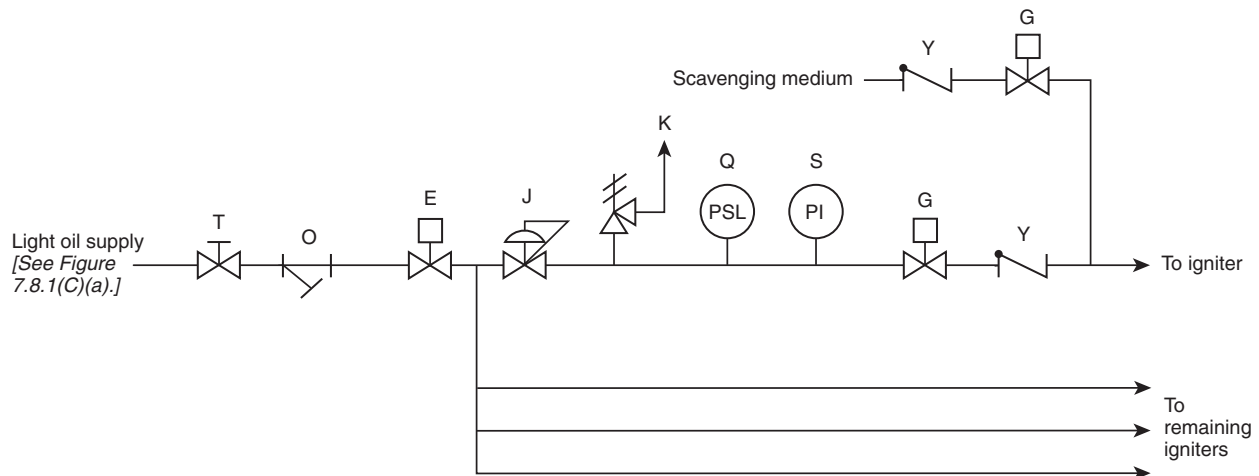 G
Y
Scavenging medium
K
Q
S
E
G
J
PSL
PI
T
O
Y
Light oil supply
[See Figure
7.8.1(C)(a).]
To igniter
To
remaining
igniters